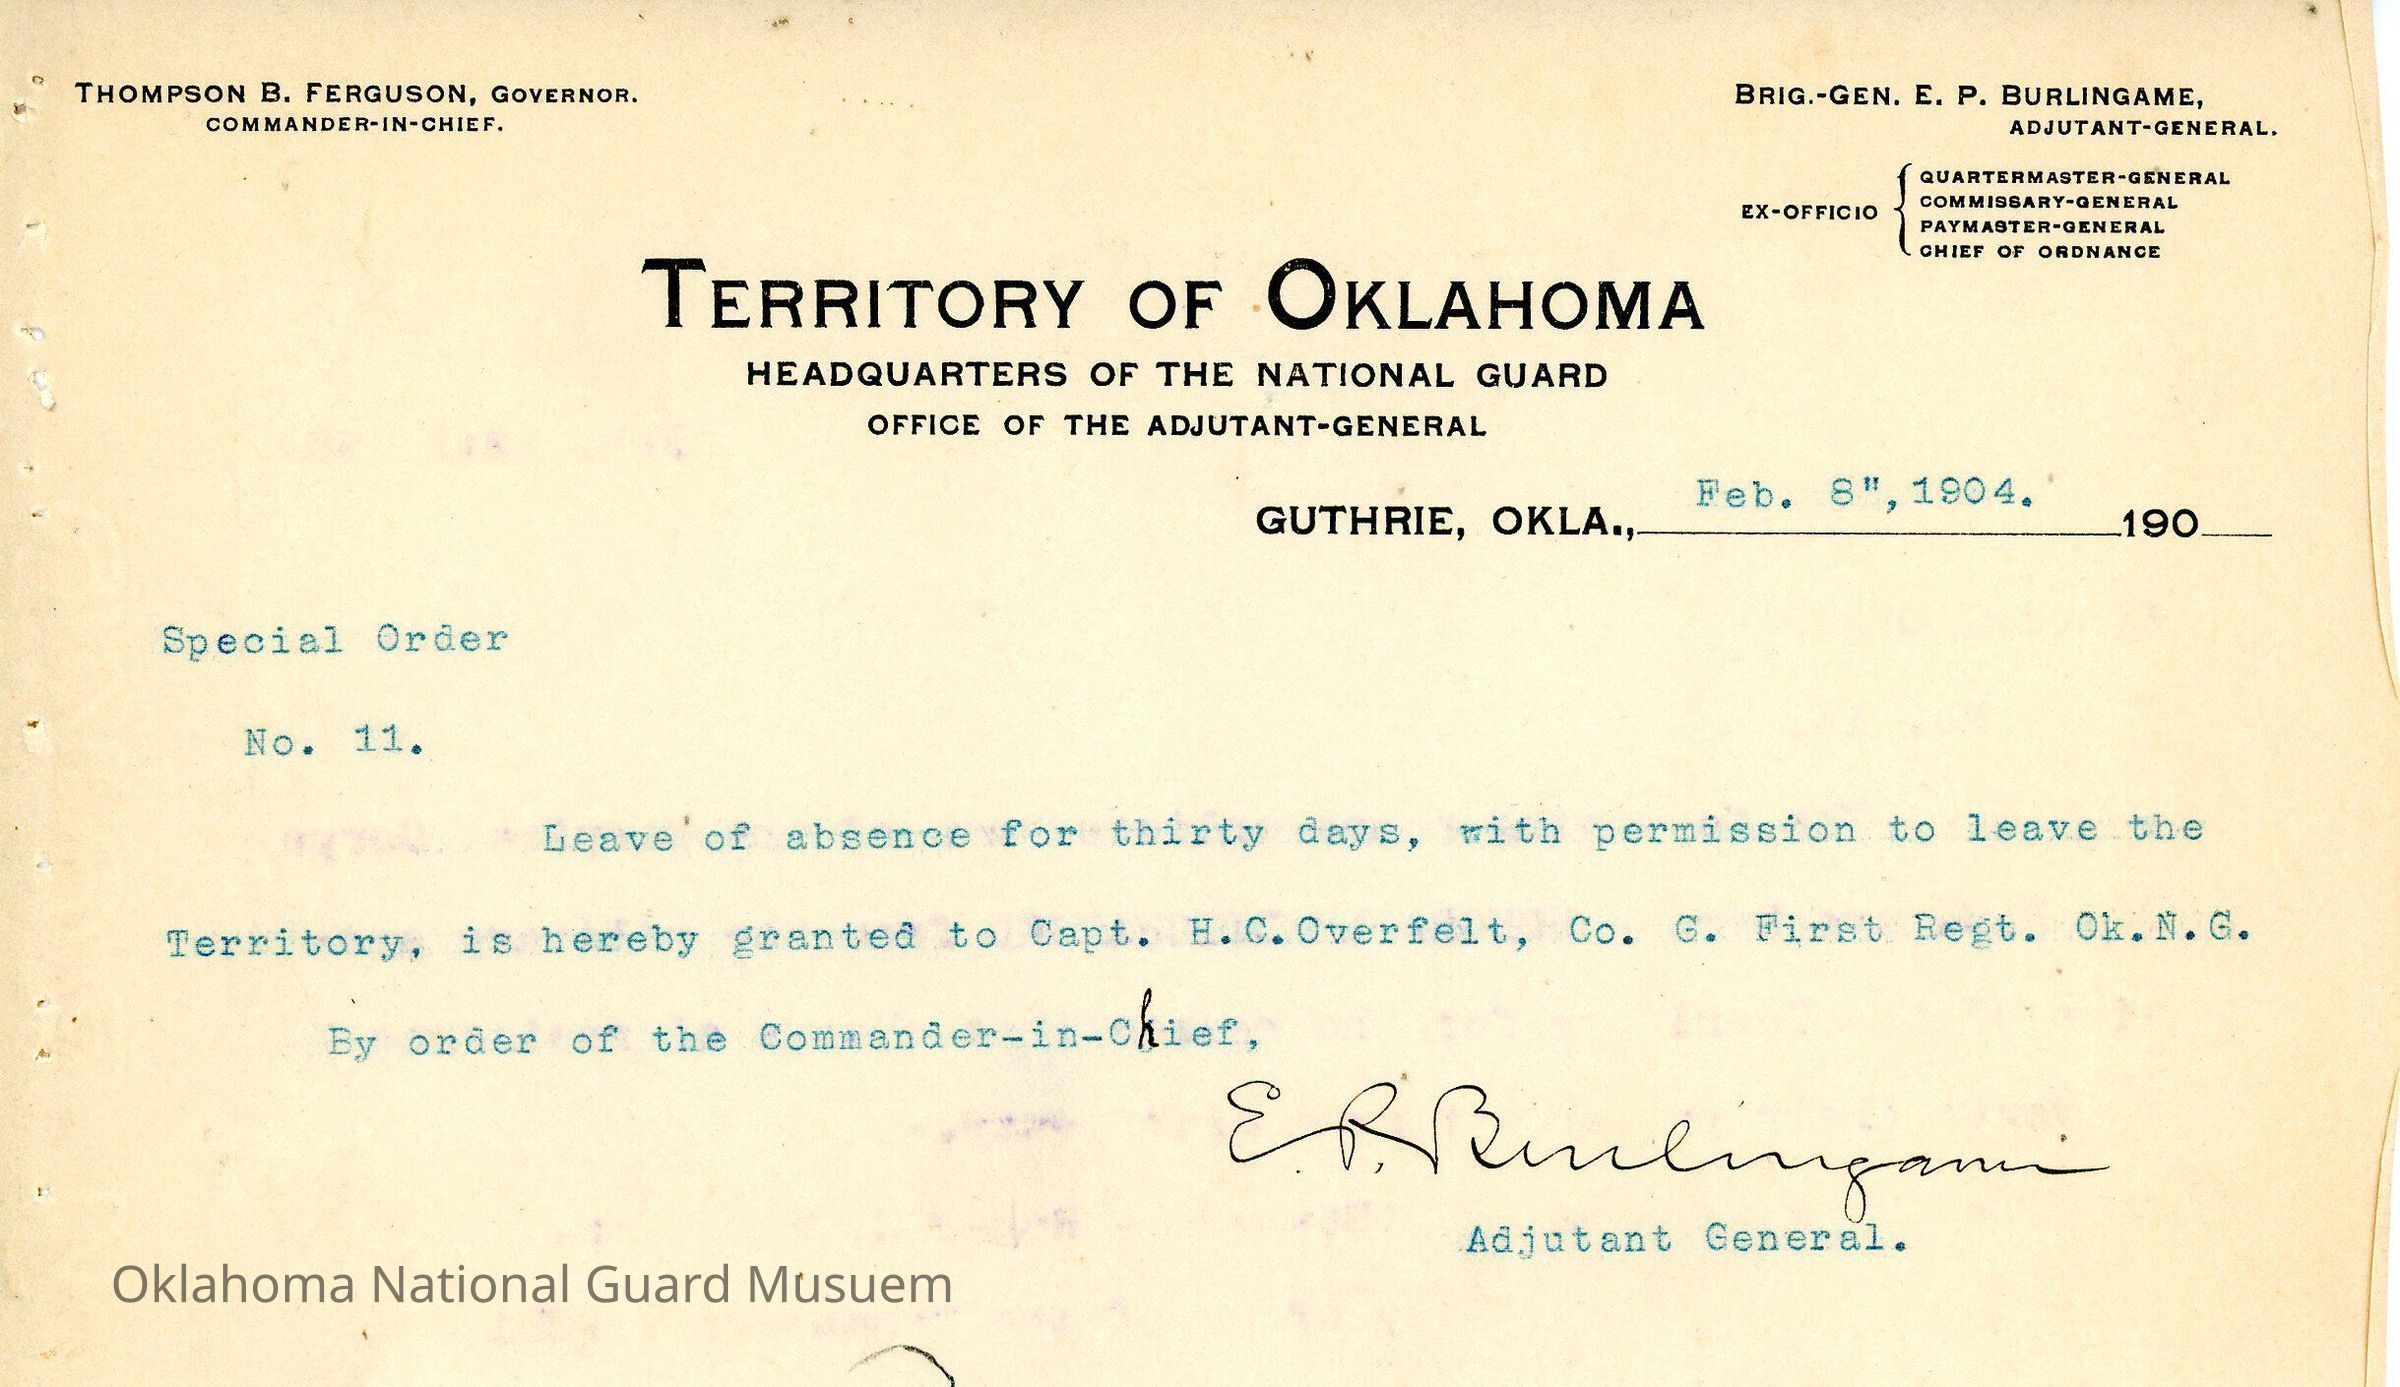 THOMPSON B. FERGUSON, GOVERNOR.
COMMANDER-IN-CHIEF.
BRIG.-GEN. E. P. BURLINGAME,
ADJUTANT-GENERAL.
EX-OFFICIO
QUARTERMASTER-GENERAL
COMMISSARY-GENERAL
PAYMASTER-GENERAL
CHIEF OF ORDNANCE
TERRITORY OF OKLAHOMA
HEADQUARTERS OF THE NATIONAL GUARD
OFFICE OF THE ADJUTANT-GENERAL
GUTHRIE, OKLA., Feb. 8", 1904. 190
Special Order
No. 11.
Leave of absence for thirty days, with permission to leave the
Territory, is hereby granted to Capt. H.C.Overfelt, Co. G. First Regt. Ok.N.G.
By order of the Commander-in-Chief,
E. P. Burlingame
Adjutant General.
Oklahoma National Guard Musuem